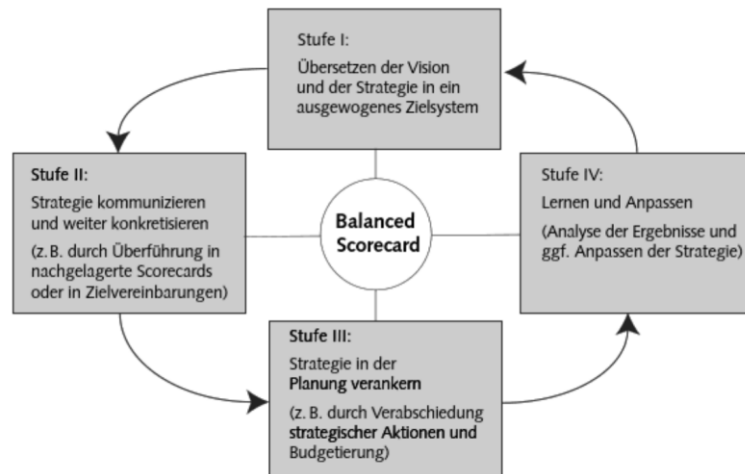 Stufe I:
Übersetzen der Vision
und der Strategie in ein
ausgewogenes Zielsystem
Stufe II:
Strategie kommunizieren
und weiter konkretisieren
(z. B. durch Überführung in
nachgelagerte Scorecards
oder in Zielvereinbarungen)
Balanced
Scorecard
Stufe IV:
Lernen und Anpassen
(Analyse der Ergebnisse und
ggf. Anpassen der Strategie)
Stufe III:
Strategie in der
Planung verankern
(z. B. durch Verabschiedung
strategischer Aktionen und
Budgetierung)